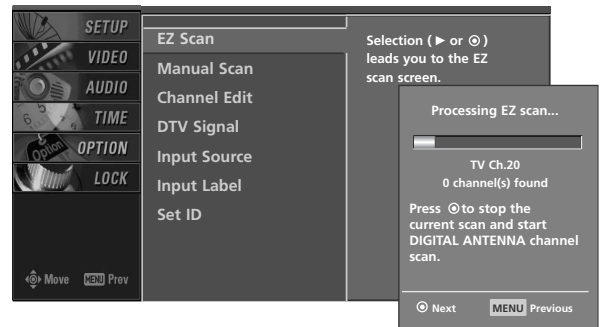 SETUP
VIDEO
AUDIO
TIME
OPTION
LOCK
Move MENU Prev
EZ Scan
Manual Scan
Channel Edit
DTV Signal
Input Source
Input Label
Set ID
Selection ( ► or ⊙ )
leads you to the EZ
scan screen.
Processing EZ scan...
TV Ch.20
0 channel(s) found
Press ⊙ to stop the
current scan and start
DIGITAL ANTENNA channel
scan.
⊙ Next MENU Previous
Option